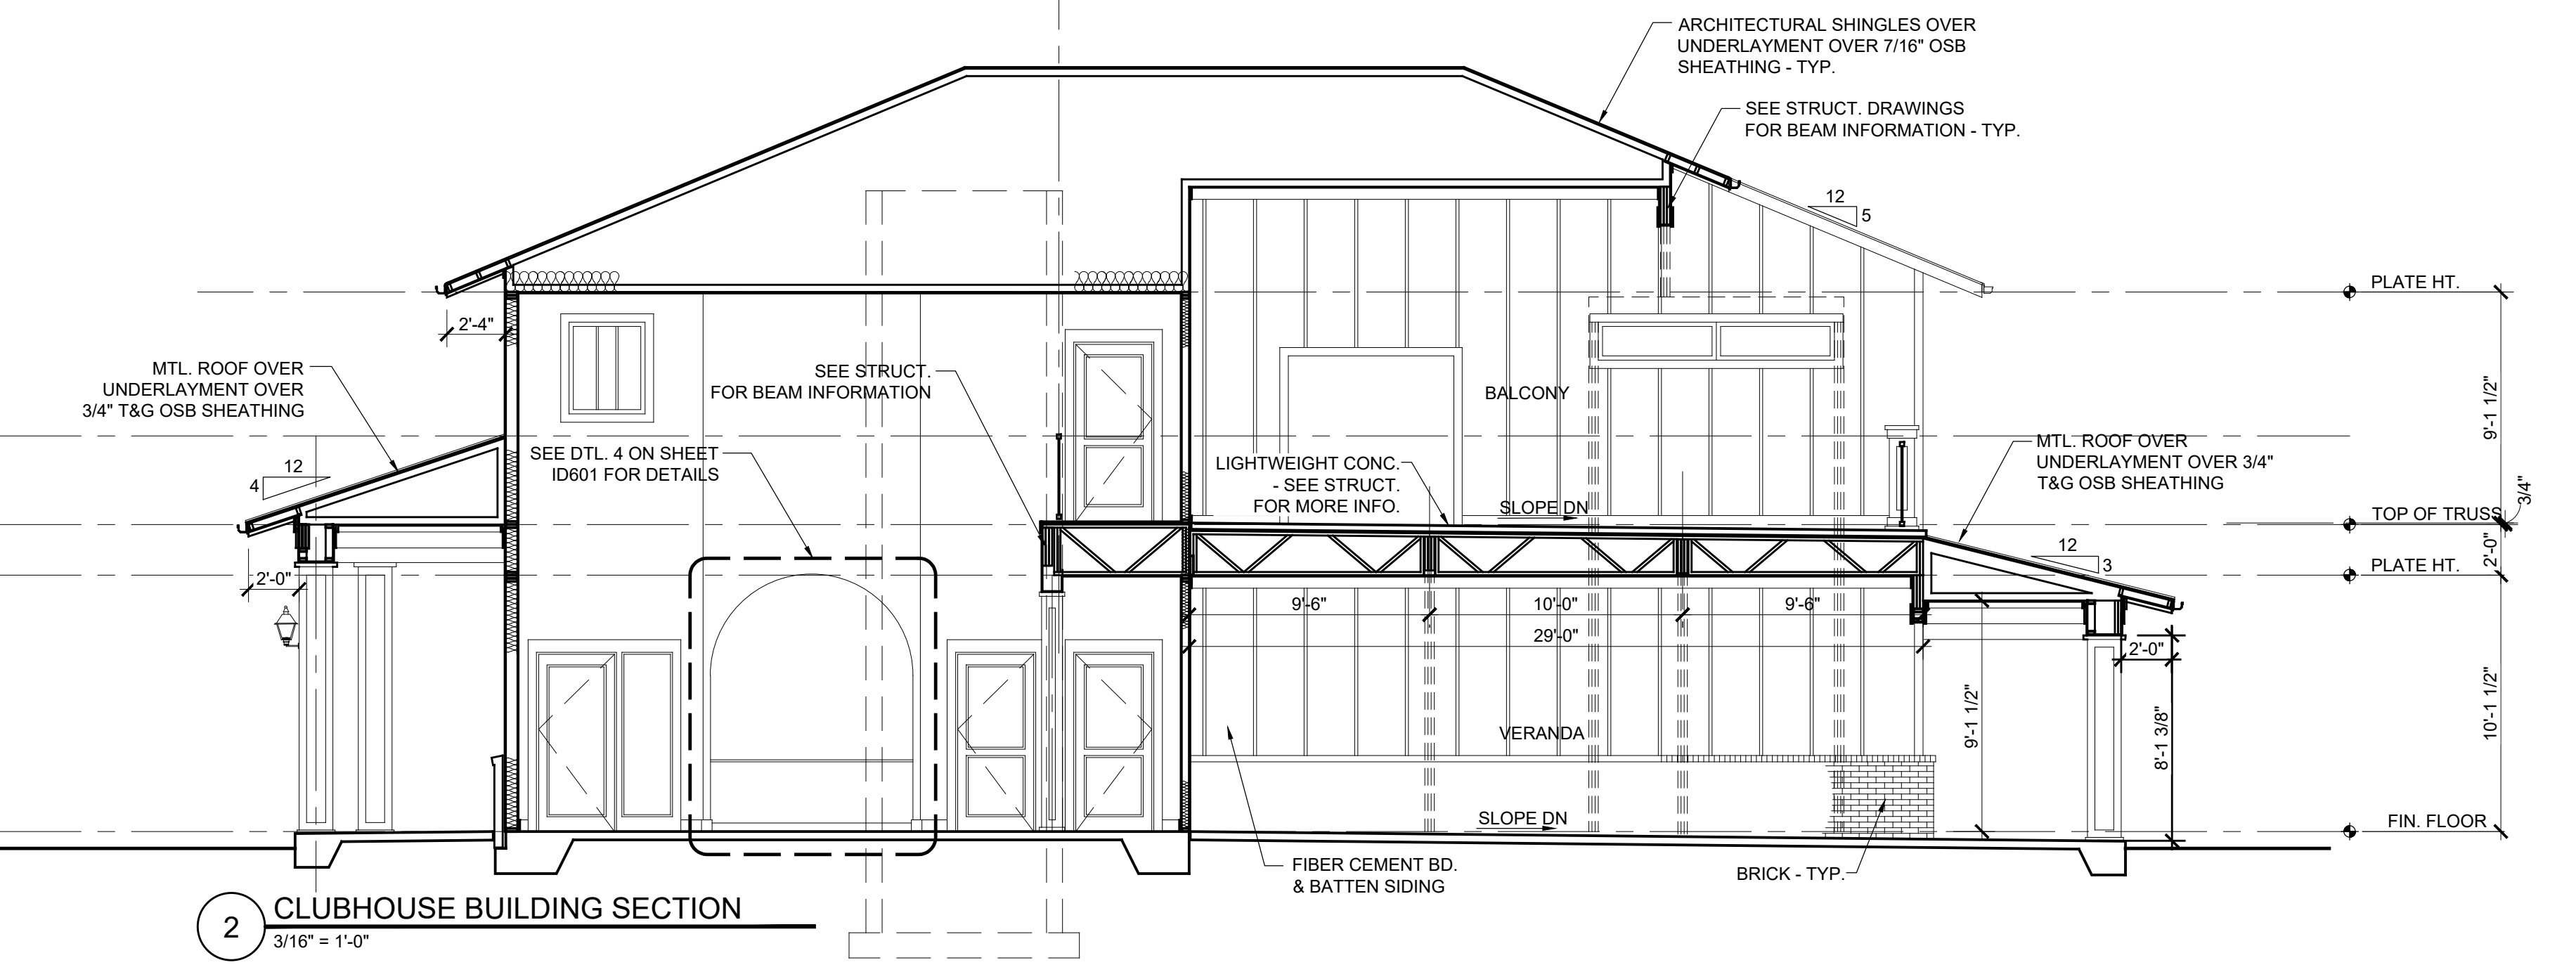 ARCHITECTURAL SHINGLES OVER
UNDERLAYMENT OVER 7/16" OSB
SHEATHING - TYP.
SEE STRUCT. DRAWINGS
FOR BEAM INFORMATION - TYP.
12
5
PLATE HT.
2'-4"
MTL. ROOF OVER
UNDERLAYMENT OVER
3/4" T&G OSB SHEATHING
SEE STRUCT.
FOR BEAM INFORMATION
BALCONY
9'-1 1/2"
SEE DTL. 4 ON SHEET
ID601 FOR DETAILS
LIGHTWEIGHT CONC.
- SEE STRUCT.
FOR MORE INFO.
MTL. ROOF OVER
UNDERLAYMENT OVER 3/4"
T&G OSB SHEATHING
12
4
SLOPE DN
3/4"
TOP OF TRUSS
12
3
2'-0"
PLATE HT.
2'-0"
9'-6"
10'-0"
9'-6"
29'-0"
2'-0"
9'-1 1/2"
8'-1 3/8"
10'-1 1/2"
VERANDA
SLOPE DN
FIN. FLOOR
FIBER CEMENT BD.
& BATTEN SIDING
BRICK - TYP.
2
CLUBHOUSE BUILDING SECTION
3/16" = 1'-0"